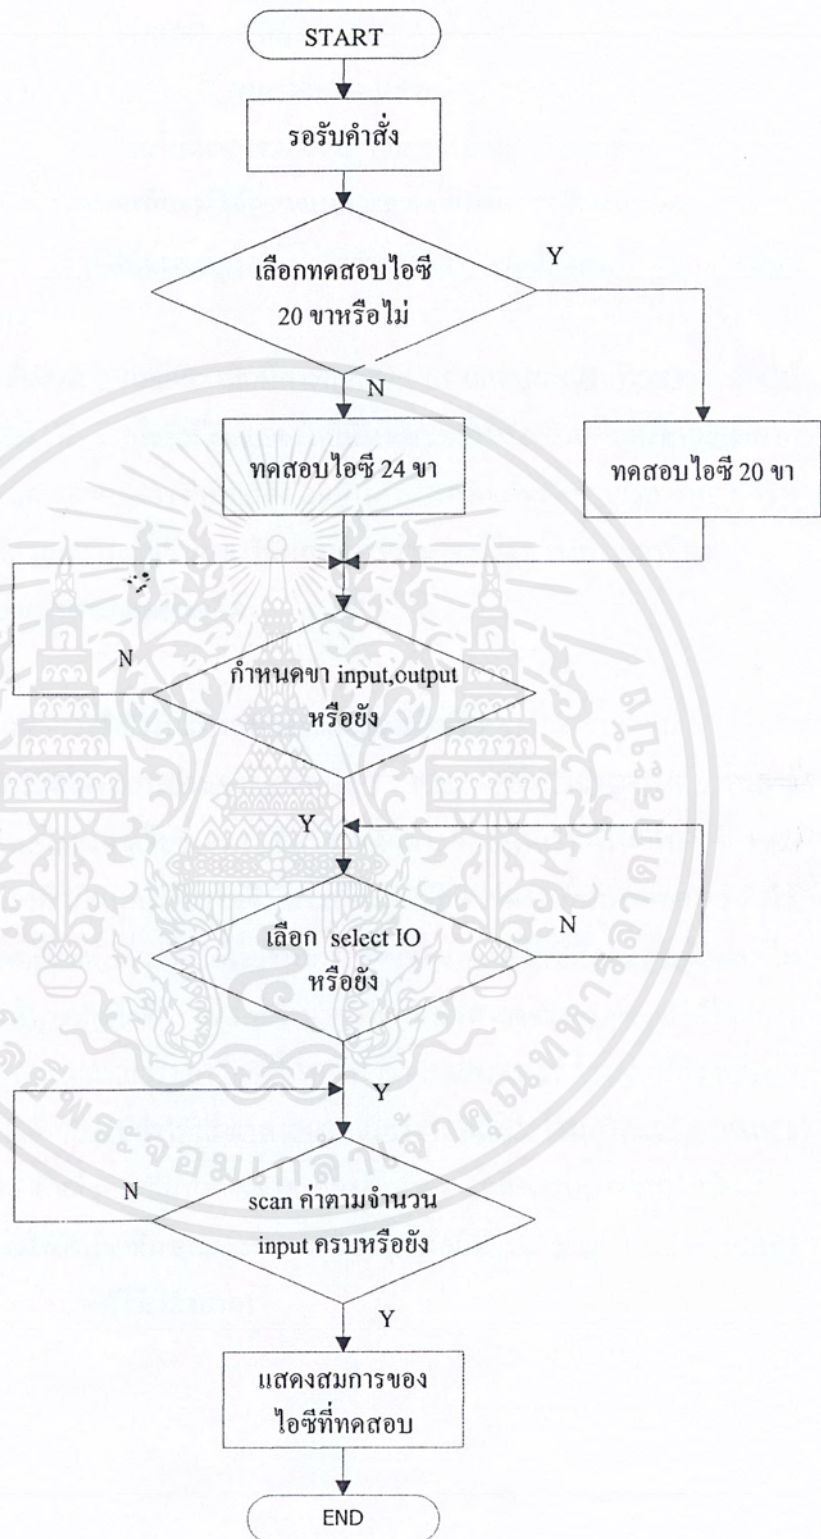 START
รอรับคำสั่ง
เลือกทดสอบไอซี
20 ขาหรือไม่
Y
N
ทดสอบไอซี 24 ขา
ทดสอบไอซี 20 ขา
N
กำหนดขา input,output
หรือยัง
Y
เลือก select IO
หรือยัง
N
Y
N
scan ค่าตามจำนวน
input ครบหรือยัง
Y
แสดงสมการของ
ไอซีที่ทดสอบ
END